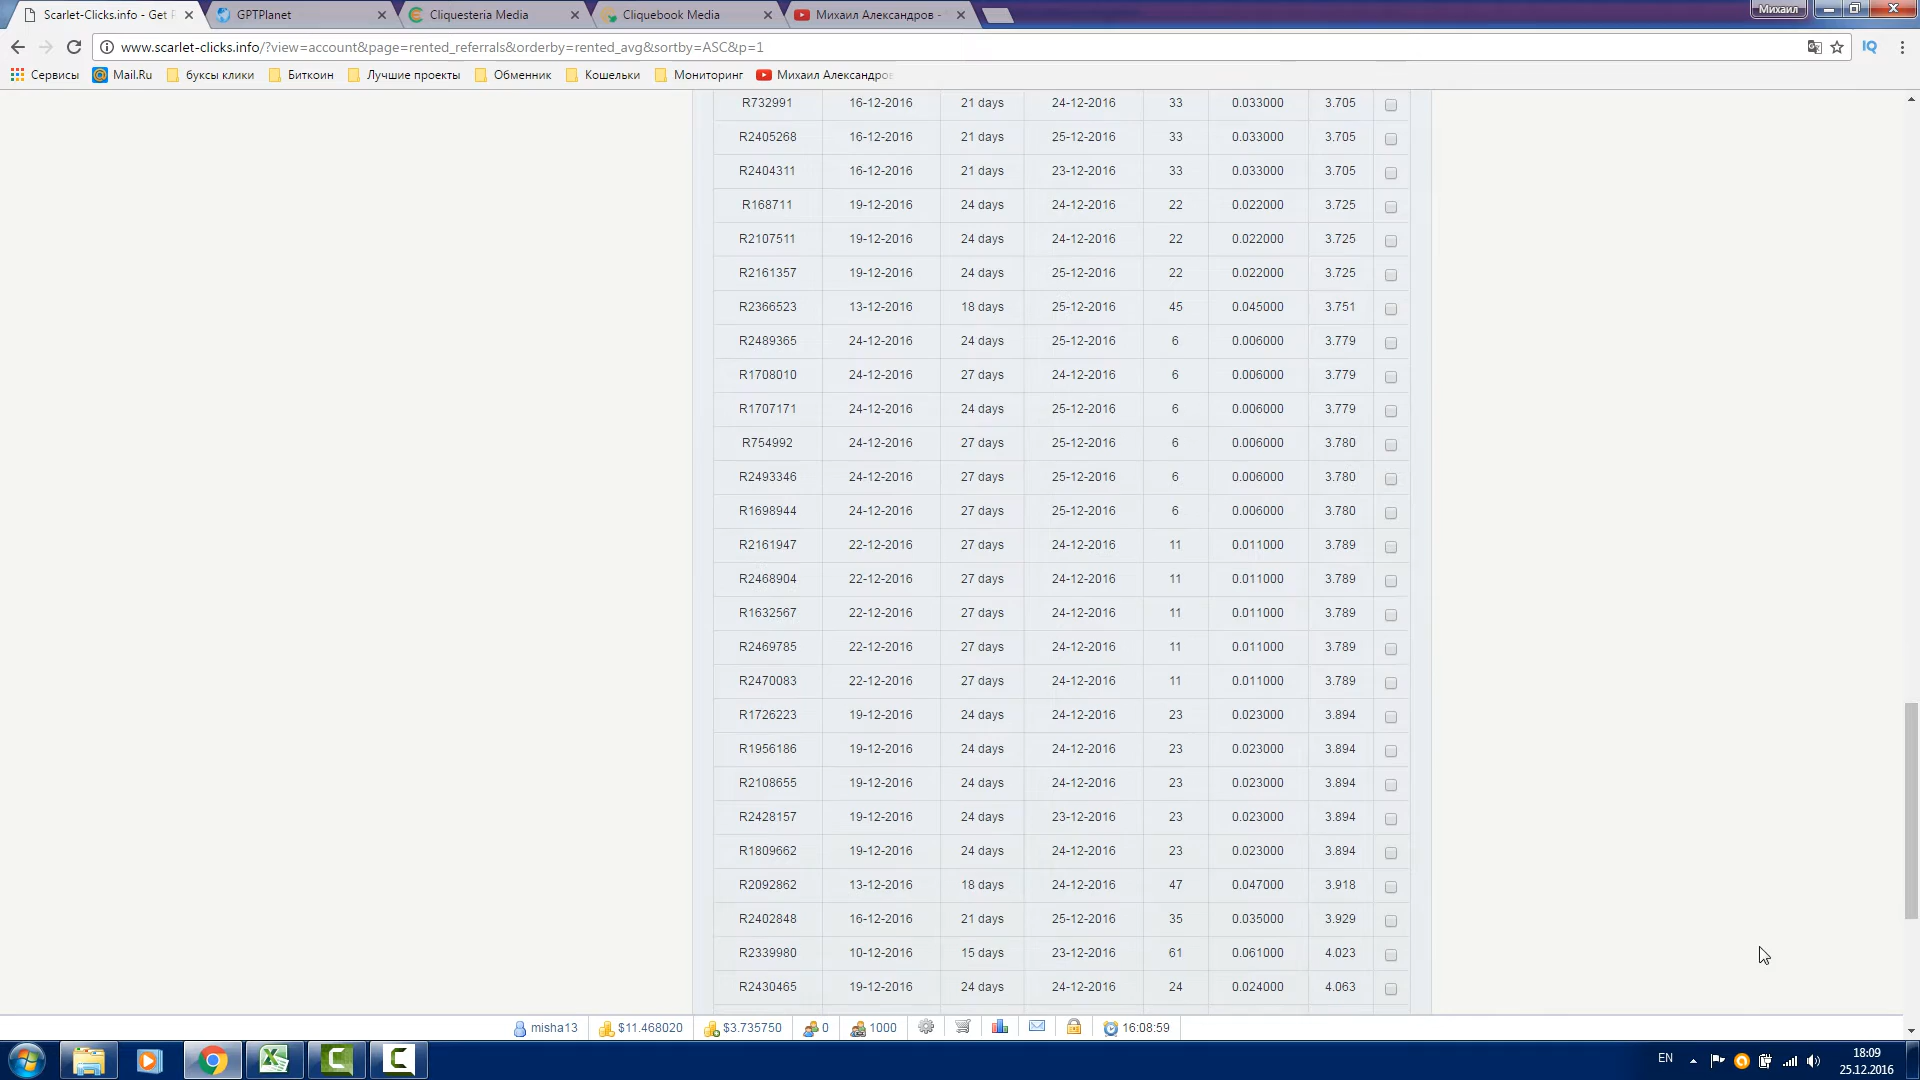 Scarlet-Clicks.info - Get
GPTPlanet
Cliquesteria Media
Cliquebook Media
Михаил Александров -
Михаил
www.scarlet-clicks.info/?view=account&page=rented_referrals&orderby=rented_avg&sortby=ASC&p=1
IQ
Сервисы
Mail.Ru
буксы клики
Биткоин
Лучшие проекты
Обменник
Кошельки
Мониторинг
Михаил Александров
R732991 16-12-2016 21 days 24-12-2016 33 0.033000 3.705
R2405268 16-12-2016 21 days 25-12-2016 33 0.033000 3.705
R2404311 16-12-2016 21 days 23-12-2016 33 0.033000 3.705
R168711 19-12-2016 24 days 24-12-2016 22 0.022000 3.725
R2107511 19-12-2016 24 days 24-12-2016 22 0.022000 3.725
R2161357 19-12-2016 24 days 25-12-2016 22 0.022000 3.725
R2366523 13-12-2016 18 days 25-12-2016 45 0.045000 3.751
R2489365 24-12-2016 24 days 25-12-2016 6 0.006000 3.779
R1708010 24-12-2016 27 days 24-12-2016 6 0.006000 3.779
R1707171 24-12-2016 24 days 25-12-2016 6 0.006000 3.779
R754992 24-12-2016 27 days 25-12-2016 6 0.006000 3.780
R2493346 24-12-2016 27 days 25-12-2016 6 0.006000 3.780
R1698944 24-12-2016 27 days 25-12-2016 6 0.006000 3.780
R2161947 22-12-2016 27 days 24-12-2016 11 0.011000 3.789
R2468904 22-12-2016 27 days 24-12-2016 11 0.011000 3.789
R1632567 22-12-2016 27 days 24-12-2016 11 0.011000 3.789
R2469785 22-12-2016 27 days 24-12-2016 11 0.011000 3.789
R2470083 22-12-2016 27 days 24-12-2016 11 0.011000 3.789
R1726223 19-12-2016 24 days 24-12-2016 23 0.023000 3.894
R1956186 19-12-2016 24 days 24-12-2016 23 0.023000 3.894
R2108655 19-12-2016 24 days 24-12-2016 23 0.023000 3.894
R2428157 19-12-2016 24 days 23-12-2016 23 0.023000 3.894
R1809662 19-12-2016 24 days 24-12-2016 23 0.023000 3.894
R2092862 13-12-2016 18 days 24-12-2016 47 0.047000 3.918
R2402848 16-12-2016 21 days 25-12-2016 35 0.035000 3.929
R2339980 10-12-2016 15 days 23-12-2016 61 0.061000 4.023
R2430465 19-12-2016 24 days 24-12-2016 24 0.024000 4.063
misha13 $11.468020 $3.735750 0 1000 16:08:59
EN
18:09
25.12.2016